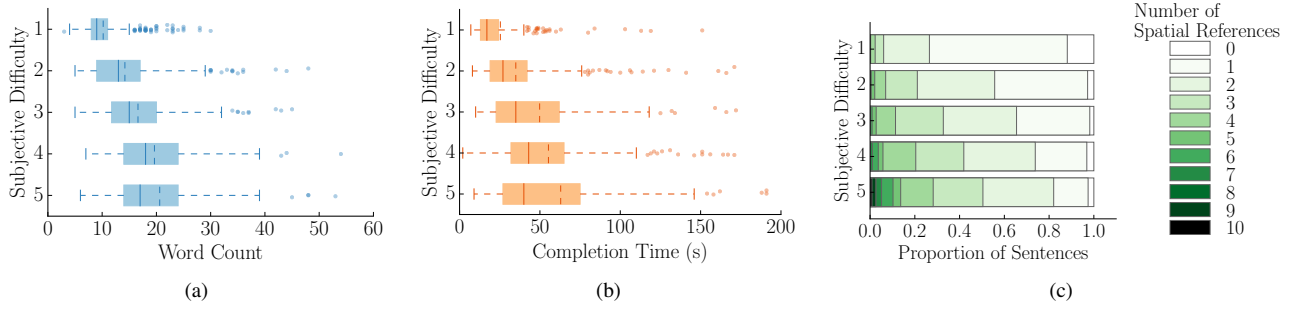 Subjective Difficulty
1
2
3
4
5
0 10 20 30 40 50 60
Word Count
(a)
Subjective Difficulty
1
2
3
4
5
0 50 100 150 200
Completion Time (s)
(b)
Subjective Difficulty
1
2
3
4
5
0.0 0.2 0.4 0.6 0.8 1.0
Proportion of Sentences
(c)
Number of
Spatial References
0
1
2
3
4
5
6
7
8
9
10